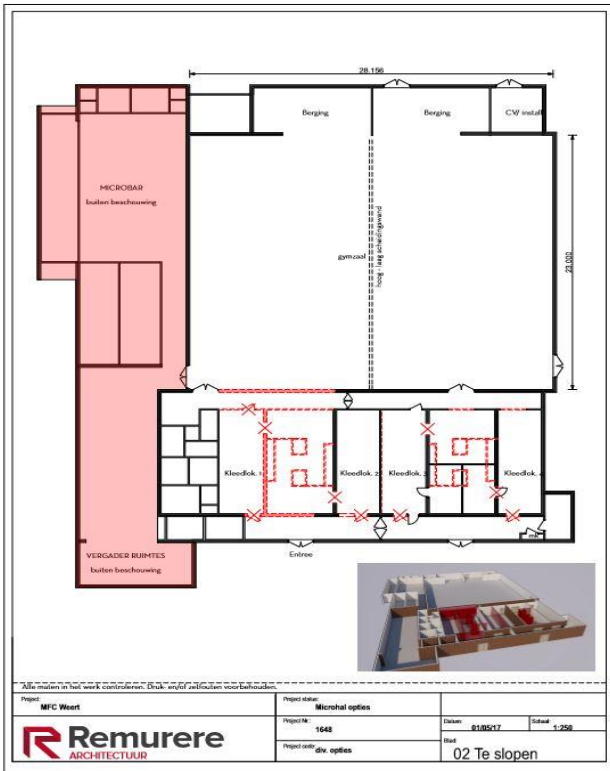 28.156
Berging
Berging
CV install
MICROBAR
buiten beschouwing
gymzaal
hoog - laag scheidingswand
23.000
Kleedlok. 1
Kleedlok. 2
Kleedlok. 3
Kleedlok. 4
mk
VERGADER RUIMTES
buiten beschouwing
Entree
Alle maten in het werk controleren. Druk- en/of zetfouten voorbehouden.
Project:
MFC Weert
Project status:
Microhal opties
Project Nr.:
1648
Datum:
01/05/17
Schaal:
1:250
Project code:
div. opties
Blad:
02 Te slopen
Remurere
ARCHITECTUUR